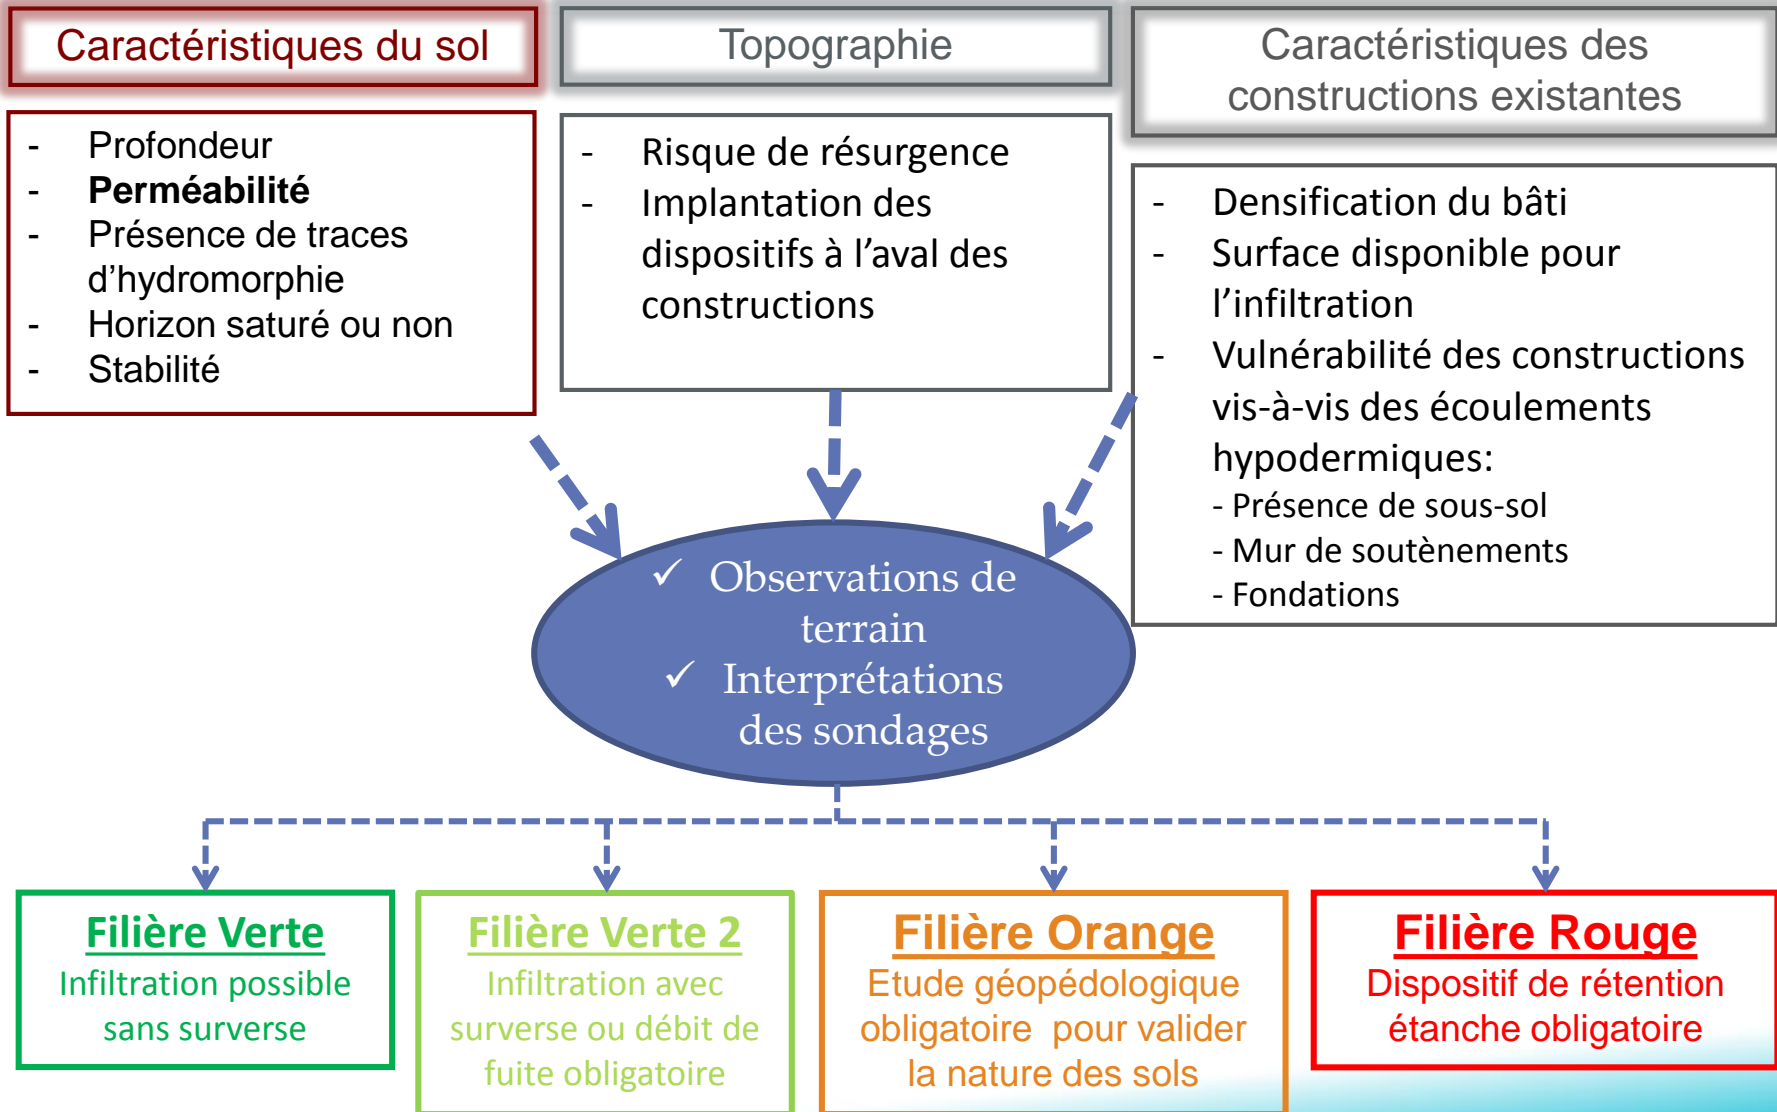 Caractéristiques du sol
- Profondeur
- Perméabilité
- Présence de traces
d'hydromorphie
- Horizon saturé ou non
- Stabilité
Topographie
- Risque de résurgence
- Implantation des
dispositifs à l'aval des
constructions
Caractéristiques des
constructions existantes
- Densification du bâti
- Surface disponible pour
l'infiltration
- Vulnérabilité des constructions
vis-à-vis des écoulements
hypodermiques:
- Présence de sous-sol
- Mur de soutènements
- Fondations
✓ Observations de
terrain
✓ Interprétations
des sondages
Filière Verte
Infiltration possible
sans surverse
Filière Verte 2
Infiltration avec
surverse ou débit de
fuite obligatoire
Filière Orange
Etude géopédologique
obligatoire pour valider
la nature des sols
Filière Rouge
Dispositif de rétention
étanche obligatoire